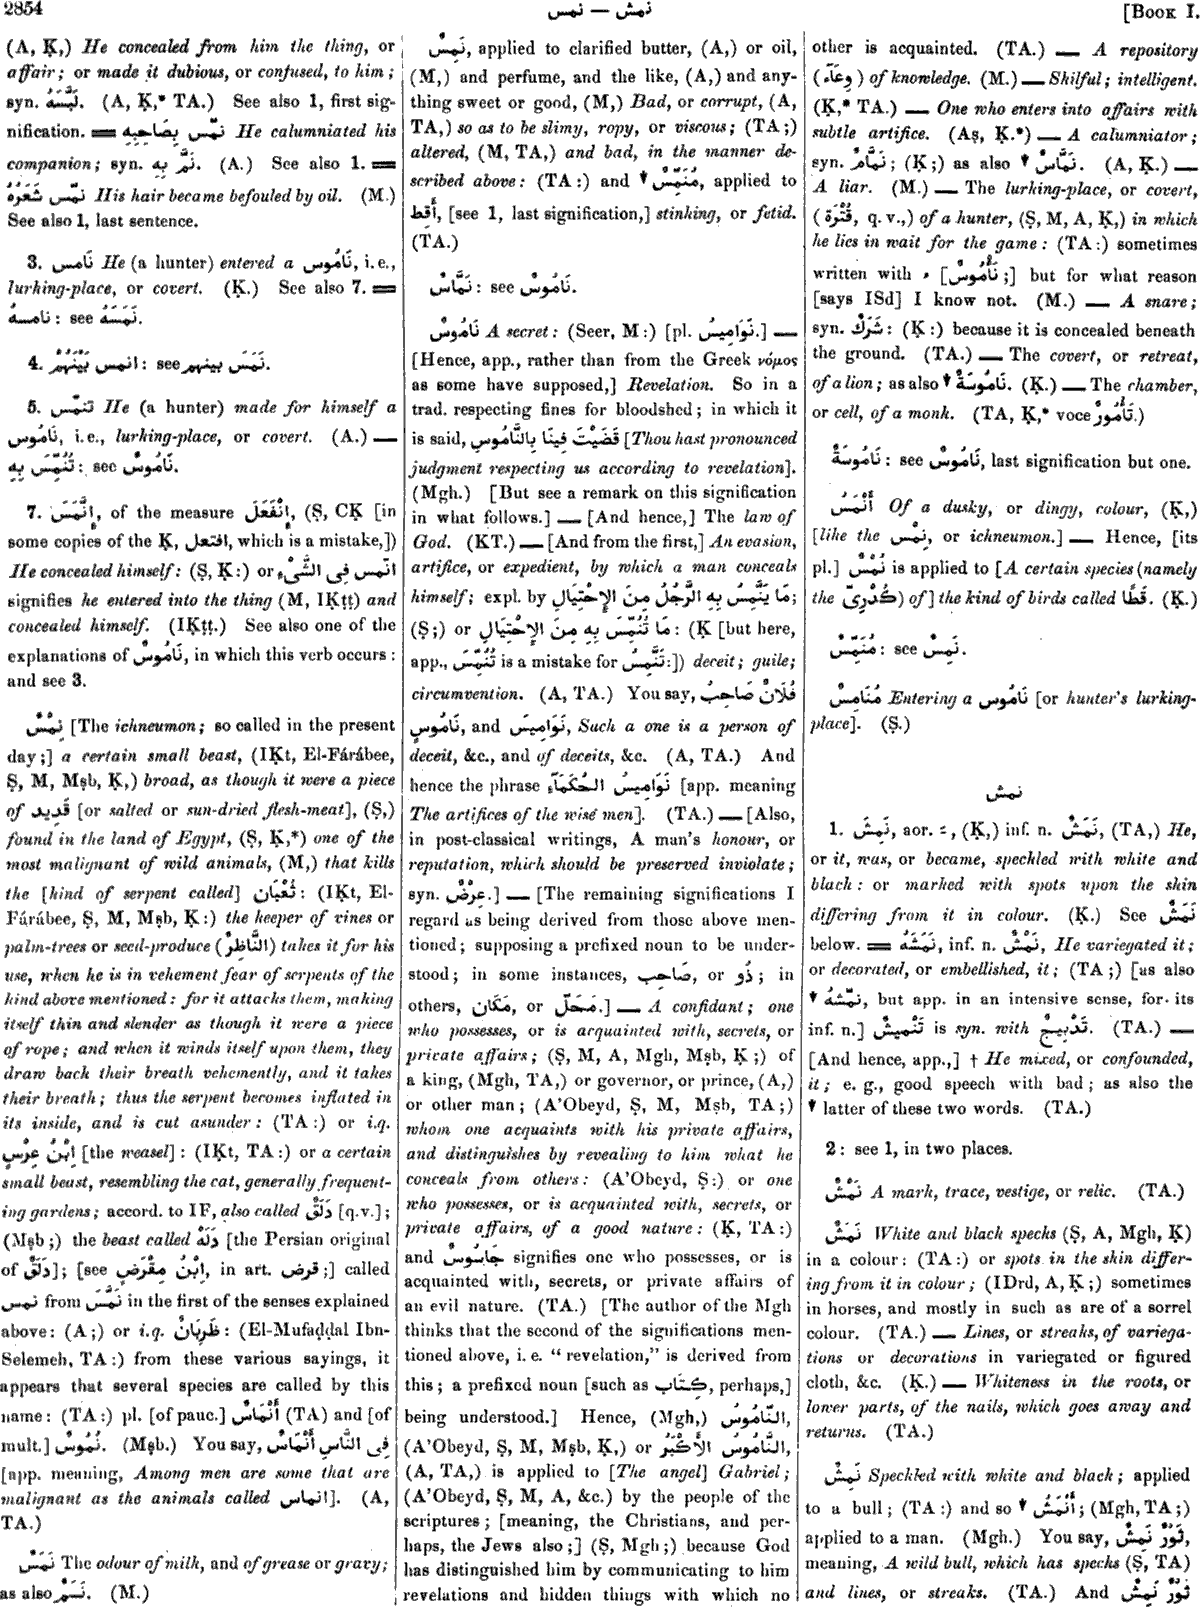 2854
نمس — نمش
[BOOK I.
(A, Ḳ,) He concealed from him the thing, or
affair; or made it dubious, or confused, to him;
syn. لَبَّسَهُ. (A, Ḳ,* TA.) See also 1, first sig-
nification. ＝ نمّس بِصَاحِبِهِ He calumniated his
companion; syn. نَمَّ بِهِ. (A.) See also 1. ＝
نمّس شَعَرُهُ His hair became befouled by oil. (M.)
See also 1, last sentence.
3. نَامس He (a hunter) entered a نَامُوس, i. e.,
lurking-place, or covert. (Ḳ.) See also 7. ＝
نامسهُ: see نَمَسَهُ.
4. انمس بَيْنَهُمْ: see نَمَسَ بينهم.
5. تنمّس He (a hunter) made for himself a
نَامُوس, i. e., lurking-place, or covert. (A.) —
تُنُمِّسَ بِهِ: see نَامُوسٌ.
7. اِنَّمَسَ, of the measure اِنْفَعَلَ, (Ṣ, CḲ [in
some copies of the Ḳ, افتعل, which is a mistake,])
He concealed himself: (Ṣ, Ḳ:) or انّمس فِى الشَّىْءِ
signifies he entered into the thing (M, IḲṭṭ) and
concealed himself. (IḲṭṭ.) See also one of the
explanations of نَامُوسٌ, in which this verb occurs:
and see 3.
نِمْسٌ [The ichneumon; so called in the present
day;] a certain small beast, (IḲt, El-Fárábee,
Ṣ, M, Mṣb, Ḳ,) broad, as though it were a piece
of قَدِيد [or salted or sun-dried flesh-meat], (Ṣ,)
found in the land of Egypt, (Ṣ, Ḳ,*) one of the
most malignant of wild animals, (M,) that kills
the [kind of serpent called] ثُعْبَان: (IḲt, El-
Fárábee, Ṣ, M, Mṣb, Ḳ:) the keeper of vines or
palm-trees or seed-produce (النَّاطِرُ) takes it for his
use, when he is in vehement fear of serpents of the
kind above mentioned: for it attacks them, making
itself thin and slender as though it were a piece
of rope; and when it winds itself upon them, they
draw back their breath vehemently, and it takes
their breath; thus the serpent becomes inflated in
its inside, and is cut asunder: (TA:) or i.q.
اِبْنُ عِرْسٍ [the weasel]: (IḲt, TA:) or a certain
small beast, resembling the cat, generally frequent-
ing gardens; accord. to IF, also called دَلَقٌ [q.v.];
(Mṣb;) the beast called دَلَهْ [the Persian original
of دَلَقٌ]; [see اِبْنُ مِقْرَضٍ, in art. قرض;] called
نمس from نَمَّسَ in the first of the senses explained
above: (A;) or i.q. ظَرِبَانٌ: (El-Mufaḍḍal Ibn-
Selemeh, TA:) from these various sayings, it
appears that several species are called by this
name: (TA:) pl. [of pauc.] أَنْمَاسٌ (TA) and [of
mult.] نُمُوسٌ. (Mṣb.) You say, فِى النَّاسِ أَنْمَاسٌ
[app. meaning, Among men are some that are
malignant as the animals called انماس]. (A,
TA.)
نَمَسٌ The odour of milk, and of grease or gravy;
as also نَسَمٌ. (M.)
نَمِسٌ, applied to clarified butter, (A,) or oil,
(M,) and perfume, and the like, (A,) and any-
thing sweet or good, (M,) Bad, or corrupt, (A,
TA,) so as to be slimy, ropy, or viscous; (TA;)
altered, (M, TA,) and bad, in the manner de-
scribed above: (TA:) and ↓ مُنَمِّسٌ, applied to
أَقِط, [see 1, last signification,] stinking, or fetid.
(TA.)
نَمَّاسٌ: see نَامُوسٌ.
نَامُوسٌ A secret: (Seer, M:) [pl. نَوَامِيسُ.] —
[Hence, app., rather than from the Greek νόμος
as some have supposed,] Revelation. So in a
trad. respecting fines for bloodshed; in which it
is said, قَضَيْتَ فِينَا بِالنَّامُوسِ [Thou hast pronounced
judgment respecting us according to revelation].
(Mgh.) [But see a remark on this signification
in what follows.] — [And hence,] The law of
God. (KT.) — [And from the first,] An evasion,
artifice, or expedient, by which a man conceals
himself; expl. by مَا يَنَّمِسُ بِهِ الرَّجُلُ مِنَ الاِحْتِيَالِ;
(Ṣ;) or مَا تُنُمِّسَ بِهِ مِنَ الاِحْتِيَالِ: (Ḳ [but here,
app., تُنُمِّسَ is a mistake for تَنَّمِسُ:]) deceit; guile;
circumvention. (A, TA.) You say, فُلَانٌ صَاحِبُ
نَامُوسٍ, and نَوَامِيسَ, Such a one is a person of
deceit, &c., and of deceits, &c. (A, TA.) And
hence the phrase نَوَامِيسُ الحُكَمَآءِ [app. meaning
The artifices of the wise men]. (TA.) — [Also,
in post-classical writings, A man's honour, or
reputation, which should be preserved inviolate;
syn. عِرْضٌ.] — [The remaining significations I
regard as being derived from those above men-
tioned; supposing a prefixed noun to be under-
stood; in some instances, صَاحِب, or ذُو; in
others, مَكَان, or مَحَلّ.] — A confidant; one
who possesses, or is acquainted with, secrets, or
private affairs; (Ṣ, M, A, Mgh, Mṣb, Ḳ;) of
a king, (Mgh, TA,) or governor, or prince, (A,)
or other man; (A'Obeyd, Ṣ, M, Mṣb, TA;)
whom one acquaints with his private affairs,
and distinguishes by revealing to him what he
conceals from others: (A'Obeyd, Ṣ:) or one
who possesses, or is acquainted with, secrets, or
private affairs, of a good nature: (Ḳ, TA:)
and جَاسُوسٌ signifies one who possesses, or is
acquainted with, secrets, or private affairs of
an evil nature. (TA.) [The author of the Mgh
thinks that the second of the significations men-
tioned above, i. e. “revelation,” is derived from
this; a prefixed noun [such as كِتَاب, perhaps,]
being understood.] Hence, (Mgh,) النَّامُوسُ,
(A'Obeyd, Ṣ, M, Mṣb, Ḳ,) or النَّامُوسُ الأَكْبَرُ,
(A, TA,) is applied to [The angel] Gabriel;
(A'Obeyd, Ṣ, M, A, &c.) by the people of the
scriptures; [meaning, the Christians, and per-
haps, the Jews also;] (Ṣ, Mgh;) because God
has distinguished him by communicating to him
revelations and hidden things with which no
other is acquainted. (TA.) — A repository
(وِعَآء) of knowledge. (M.) — Skilful; intelligent.
(Ḳ,* TA.) — One who enters into affairs with
subtle artifice. (Aṣ, Ḳ.*) — A calumniator;
syn. نَمَّامٌ; (Ḳ;) as also ↓ نَمَّاسٌ. (A, Ḳ.) —
A liar. (M.) — The lurking-place, or covert,
(قُتْرَة, q. v.,) of a hunter, (Ṣ, M, A, Ḳ,) in which
he lies in wait for the game: (TA:) sometimes
written with ء [نَأْمُوسٌ;] but for what reason
[says ISd] I know not. (M.) — A snare;
syn. شَرَكٌ: (Ḳ:) because it is concealed beneath
the ground. (TA.) — The covert, or retreat,
of a lion; as also ↓ نَامُوسَةٌ. (Ḳ.) — The chamber,
or cell, of a monk. (TA, Ḳ,* voce تَأْمُورٌ.)
نَامُوسَةٌ: see نَامُوسٌ, last signification but one.
أَنْمَسُ Of a dusky, or dingy, colour, (Ḳ,)
[like the نِمْس, or ichneumon.] — Hence, [its
pl.] نُمْسٌ is applied to [A certain species (namely
the كُدْرِىّ) of] the kind of birds called قَطًا. (Ḳ.)
مُنَمِّسٌ: see نَمِسٌ.
مُنَامِسٌ Entering a نَامُوس [or hunter's lurking-
place]. (Ṣ.)
نمش
1. نَمِشَ, aor. ـَ, (Ḳ,) inf. n. نَمَشٌ, (TA,) He,
or it, was, or became, speckled with white and
black: or marked with spots upon the skin
differing from it in colour. (Ḳ.) See نَمَشٌ
below. ＝ نَمَشَهُ, inf. n. نَمْشٌ, He variegated it;
or decorated, or embellished, it; (TA;) [as also
↓ نمّشهُ, but app. in an intensive sense, for its
inf. n.] تَنْمِيشٌ is syn. with تَدْبِيجٌ. (TA.) —
[And hence, app.,] † He mixed, or confounded,
it; e. g., good speech with bad; as also the
↓ latter of these two words. (TA.)
2: see 1, in two places.
نَمْشٌ A mark, trace, vestige, or relic. (TA.)
نَمَشٌ White and black specks (Ṣ, A, Mgh, Ḳ)
in a colour: (TA:) or spots in the skin differ-
ing from it in colour; (IDrd, A, Ḳ;) sometimes
in horses, and mostly in such as are of a sorrel
colour. (TA.) — Lines, or streaks, of variega-
tions or decorations in variegated or figured
cloth, &c. (Ḳ.) — Whiteness in the roots, or
lower parts, of the nails, which goes away and
returns. (TA.)
نَمِشٌ Speckled with white and black; applied
to a bull; (TA:) and so ↓ أَنْمَشُ; (Mgh, TA;)
applied to a man. (Mgh.) You say, ثَوْرٌ نَمِشٌ,
meaning, A wild bull, which has specks (Ṣ, TA)
and lines, or streaks. (TA.) And ثَوْرٌ نَمِشُ